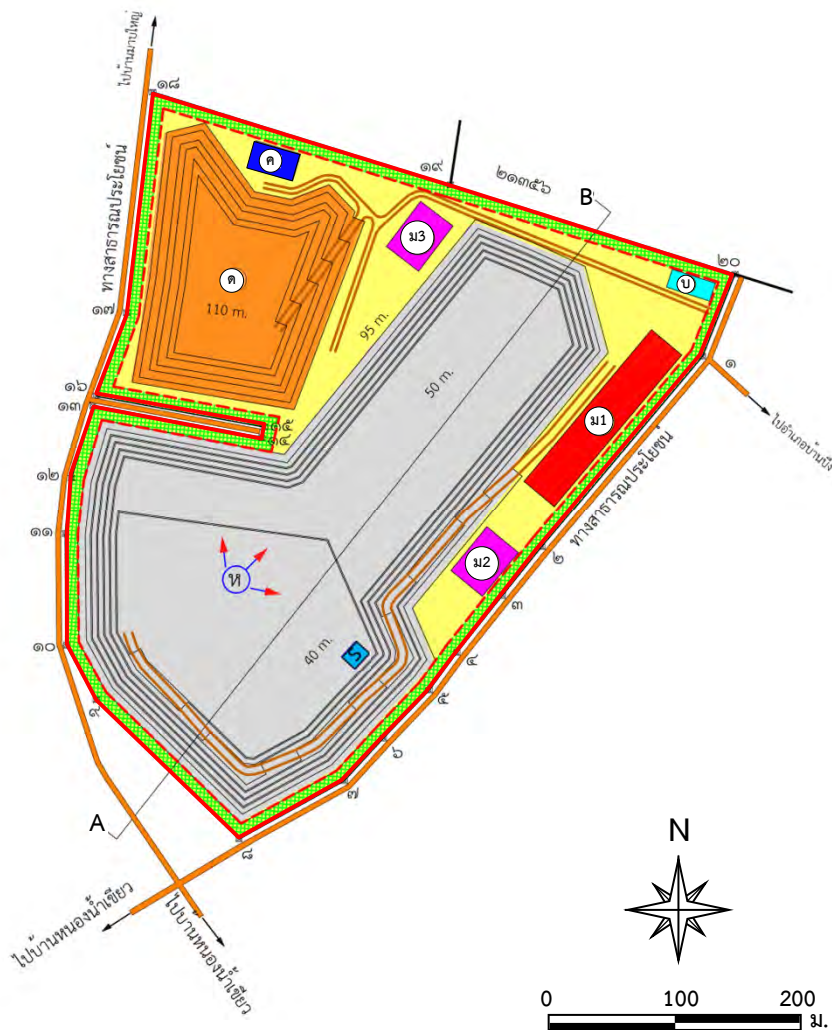 ไปบ้านมาบใหญ่
๑๘
ทางสาธารณประโยชน์
ค
๑๙
๒๑๓๕๖
B
๒๐
ม3
บ
ด
110 m.
๑๗
95 m.
๑
50 m.
๑๖
๑๓
๑๕
๑๔
ไปอำเภอบ้านบึง
ม1
ทางสาธารณประโยชน์
๑๒
๑๑
๒
ม2
ห
๓
๑๐
40 m.
S
๔
๕
๙
๖
๗
A
๘
N
ไปบ้านหนองน้ำเขียว
ไปบ้านหนองน้ำเขียว
0 100 200
ม.